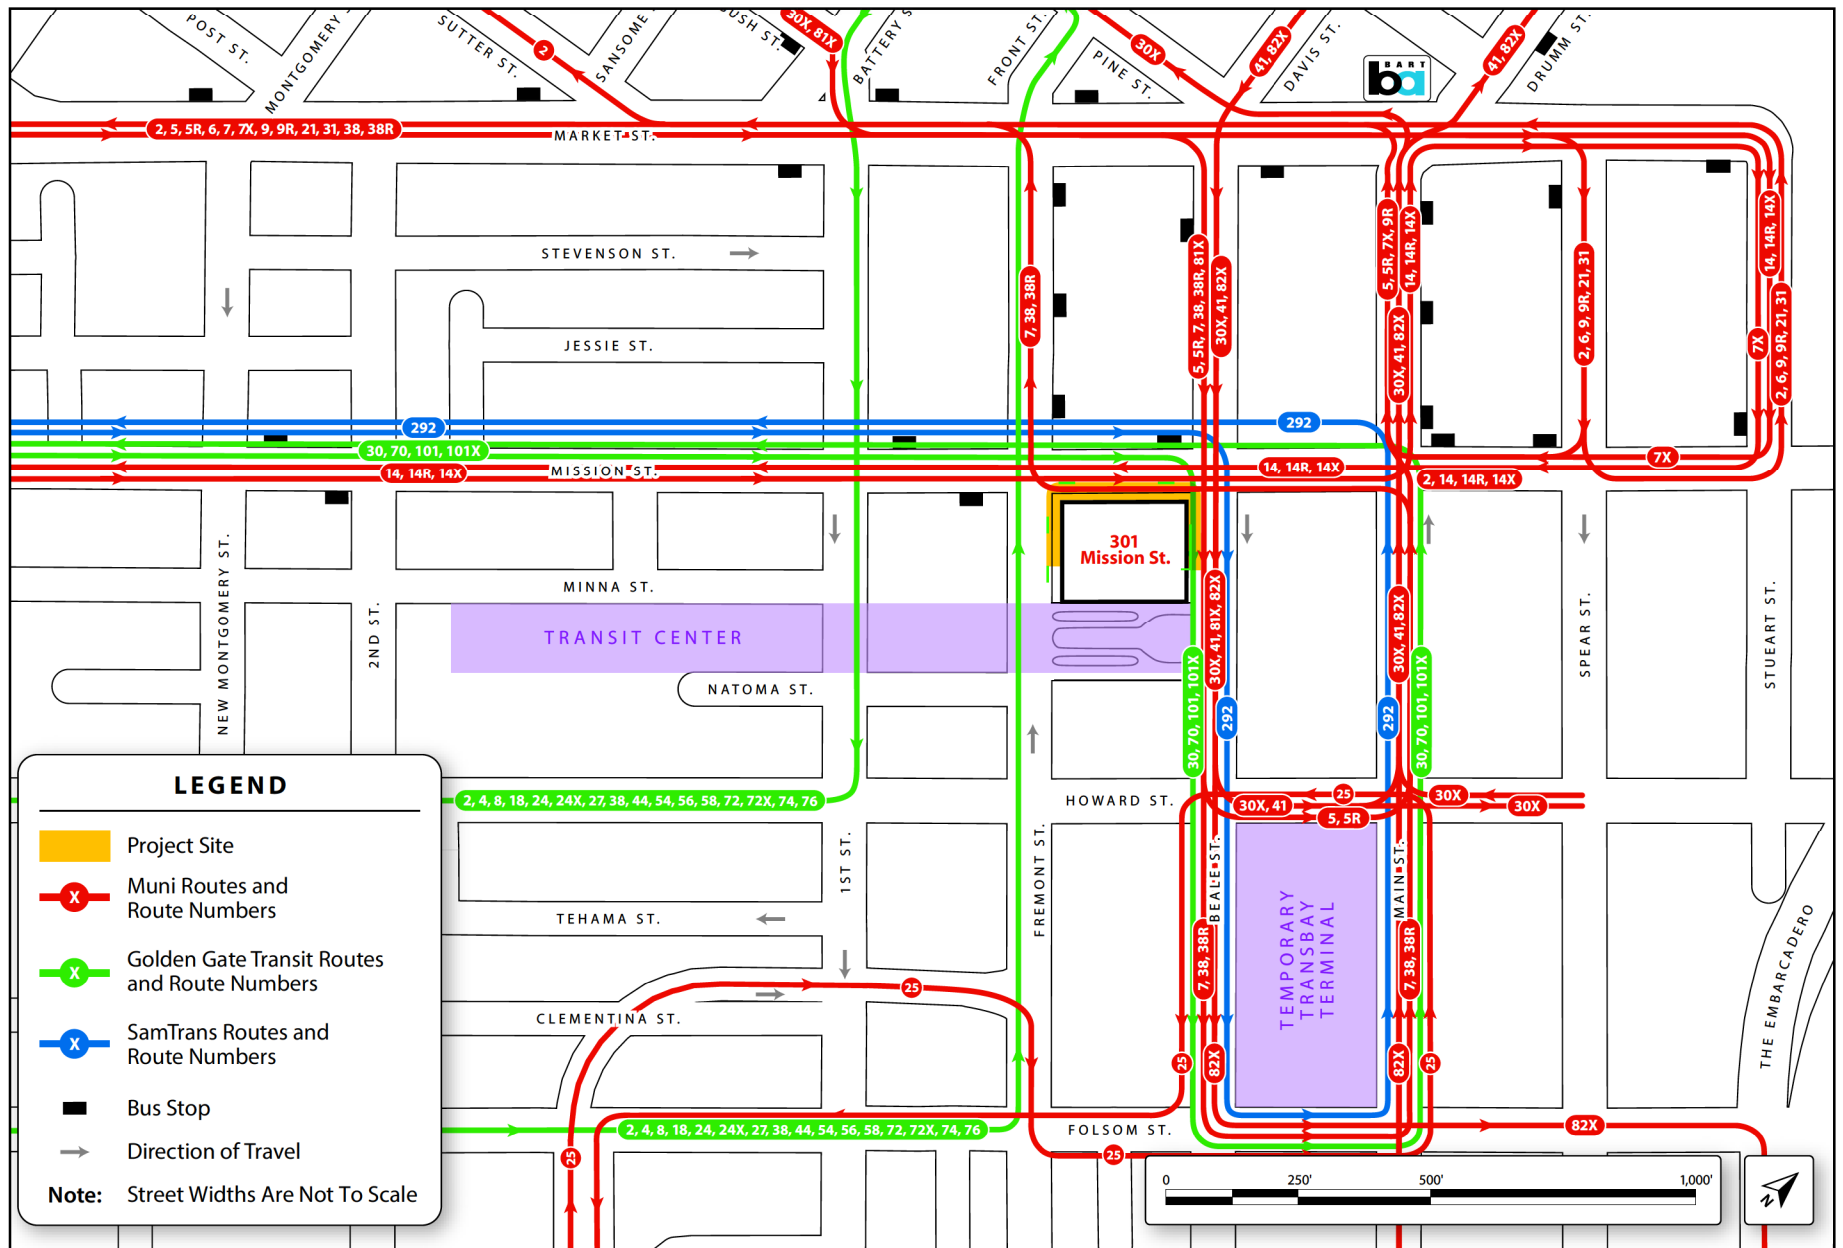 POST ST.
MONTGOMERY
SUTTER ST.
2
SANSOME
BUSH ST.
30X, 81X
BATTERY S
FRONT ST.
30X
PINE ST.
41, 82X
DAVIS ST.
BART
ba
41, 82X
DRUMM ST.
2, 5, 5R, 6, 7, 7X, 9, 9R, 21, 31, 38, 38R
MARKET ST.
STEVENSON ST.
JESSIE ST.
7, 38, 38R
5, 5R, 7, 38, 38R, 81X
30X, 41, 82X
5, 5R, 7X, 9R
14, 14R, 14X
30X, 41, 82X
2, 6, 9, 9R, 21, 31
14, 14R, 14X
7X
2, 6, 9, 9R, 21, 31
292
292
30, 70, 101, 101X
14, 14R, 14X
MISSION ST.
14, 14R, 14X
7X
2, 14, 14R, 14X
301
Mission St.
MINNA ST.
NEW MONTGOMERY ST.
2ND ST.
TRANSIT CENTER
NATOMA ST.
30X, 41, 81X, 82X
30, 70, 101, 101X
292
292
30X, 41,82X
30, 70, 101, 101X
SPEAR ST.
STUEART ST.
2, 4, 8, 18, 24, 24X, 27, 38, 44, 54, 56, 58, 72, 72X, 74, 76
HOWARD ST.
25
30X, 41
5, 5R
30X
30X
1ST ST.
FREMONT ST.
BEALE ST.
MAIN ST.
TEHAMA ST.
TEMPORARY
TRANSBAY
TERMINAL
7, 38, 38R
7, 38, 38R
THE EMBARCADERO
25
CLEMENTINA ST.
25
82X
82X
25
2, 4, 8, 18, 24, 24X, 27, 38, 44, 54, 56, 58, 72, 72X, 74, 76
FOLSOM ST.
82X
25
25
LEGEND
Project Site
X
Muni Routes and
Route Numbers
X
Golden Gate Transit Routes
and Route Numbers
X
SamTrans Routes and
Route Numbers
Bus Stop
Direction of Travel
Note: Street Widths Are Not To Scale
0 250' 500' 1,000'
N